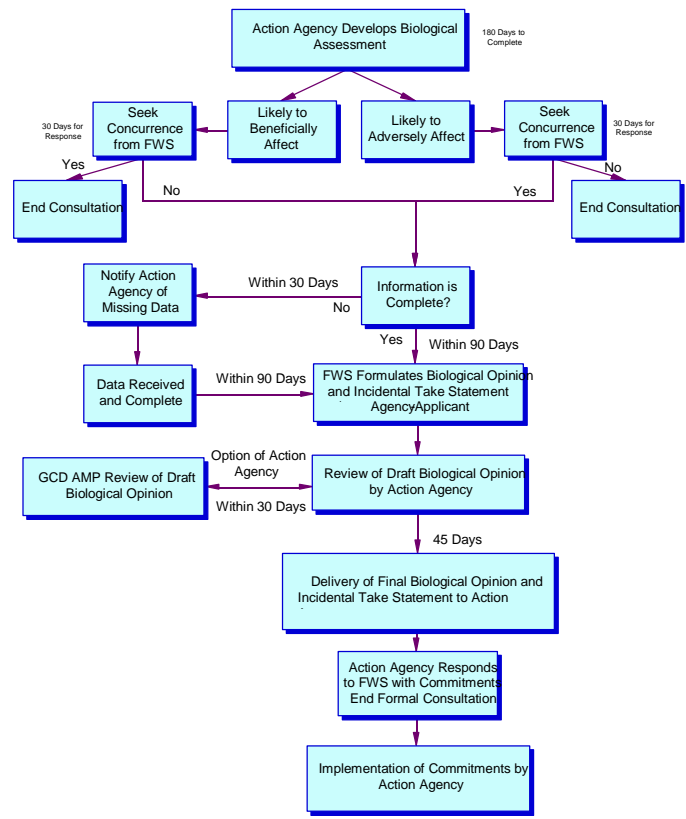 Action Agency Develops Biological
Assessment
180 Days to
Complete
Seek
Concurrence
from FWS
30 Days for
Response
Likely to
Beneficially
Affect
Likely to
Adversely Affect
Seek
Concurrence
from FWS
30 Days for
Response
Yes
No
Yes
No
End Consultation
End Consultation
Notify Action
Agency of
Missing Data
Within 30 Days
No
Information is
Complete?
Yes
Within 90 Days
Data Received
and Complete
Within 90 Days
FWS Formulates Biological Opinion
and Incidental Take Statement
Agency/Applicant
GCD AMP Review of Draft
Biological Opinion
Option of Action
Agency
Within 30 Days
Review of Draft Biological Opinion
by Action Agency
45 Days
Delivery of Final Biological Opinion and
Incidental Take Statement to Action
Action Agency Responds
to FWS with Commitments
End Formal Consultation
Implementation of Commitments by
Action Agency